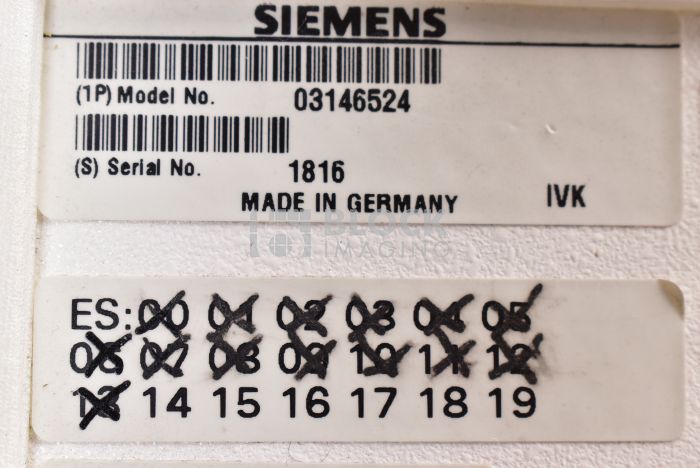 SIEMENS
(1P) Model No. 03146524
(S) Serial No. 1816
MADE IN GERMANY IVK
BLOCK
IMAGING
ES: 00 01 02 03 04 05
06 07 08 09 10 11 12
13 14 15 16 17 18 19